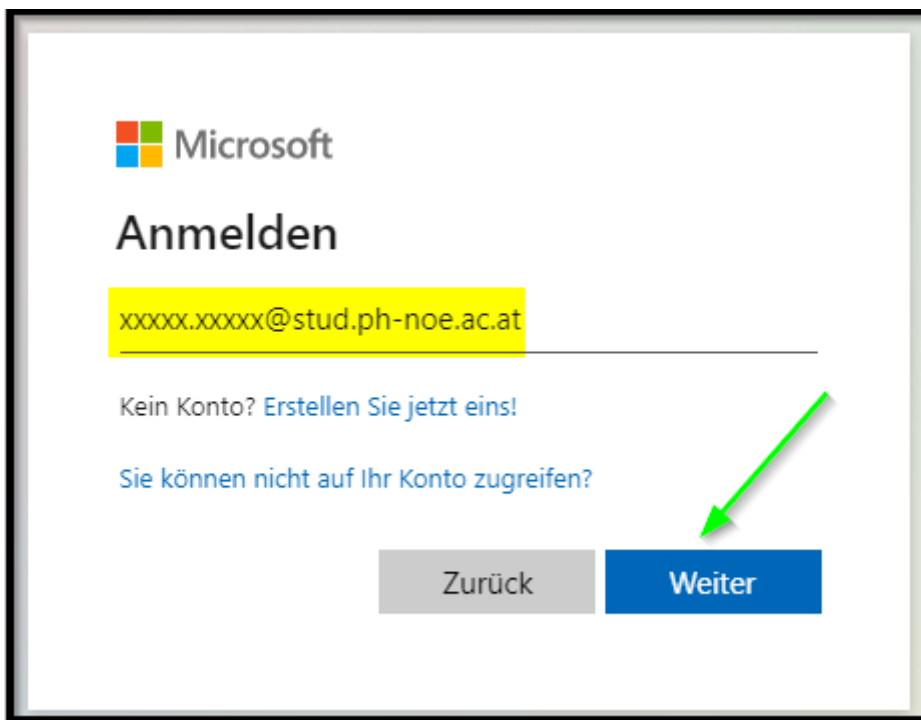 Microsoft
Anmelden
xxxxx.xxxxx@stud.ph-noe.ac.at
Kein Konto? Erstellen Sie jetzt eins!
Sie können nicht auf Ihr Konto zugreifen?
Zurück
Weiter